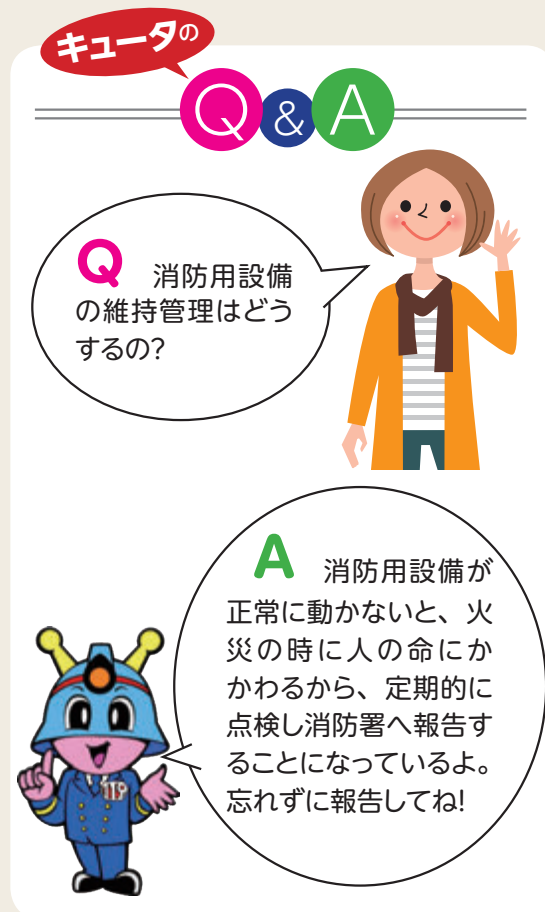 キュータの
Q&A
Q 消防用設備
の維持管理はどう
するの?
A 消防用設備が
正常に動かないと、火
災の時に人の命にか
かわるから、定期的に
点検し消防署へ報告す
ることになっているよ。
忘れずに報告してね!
119